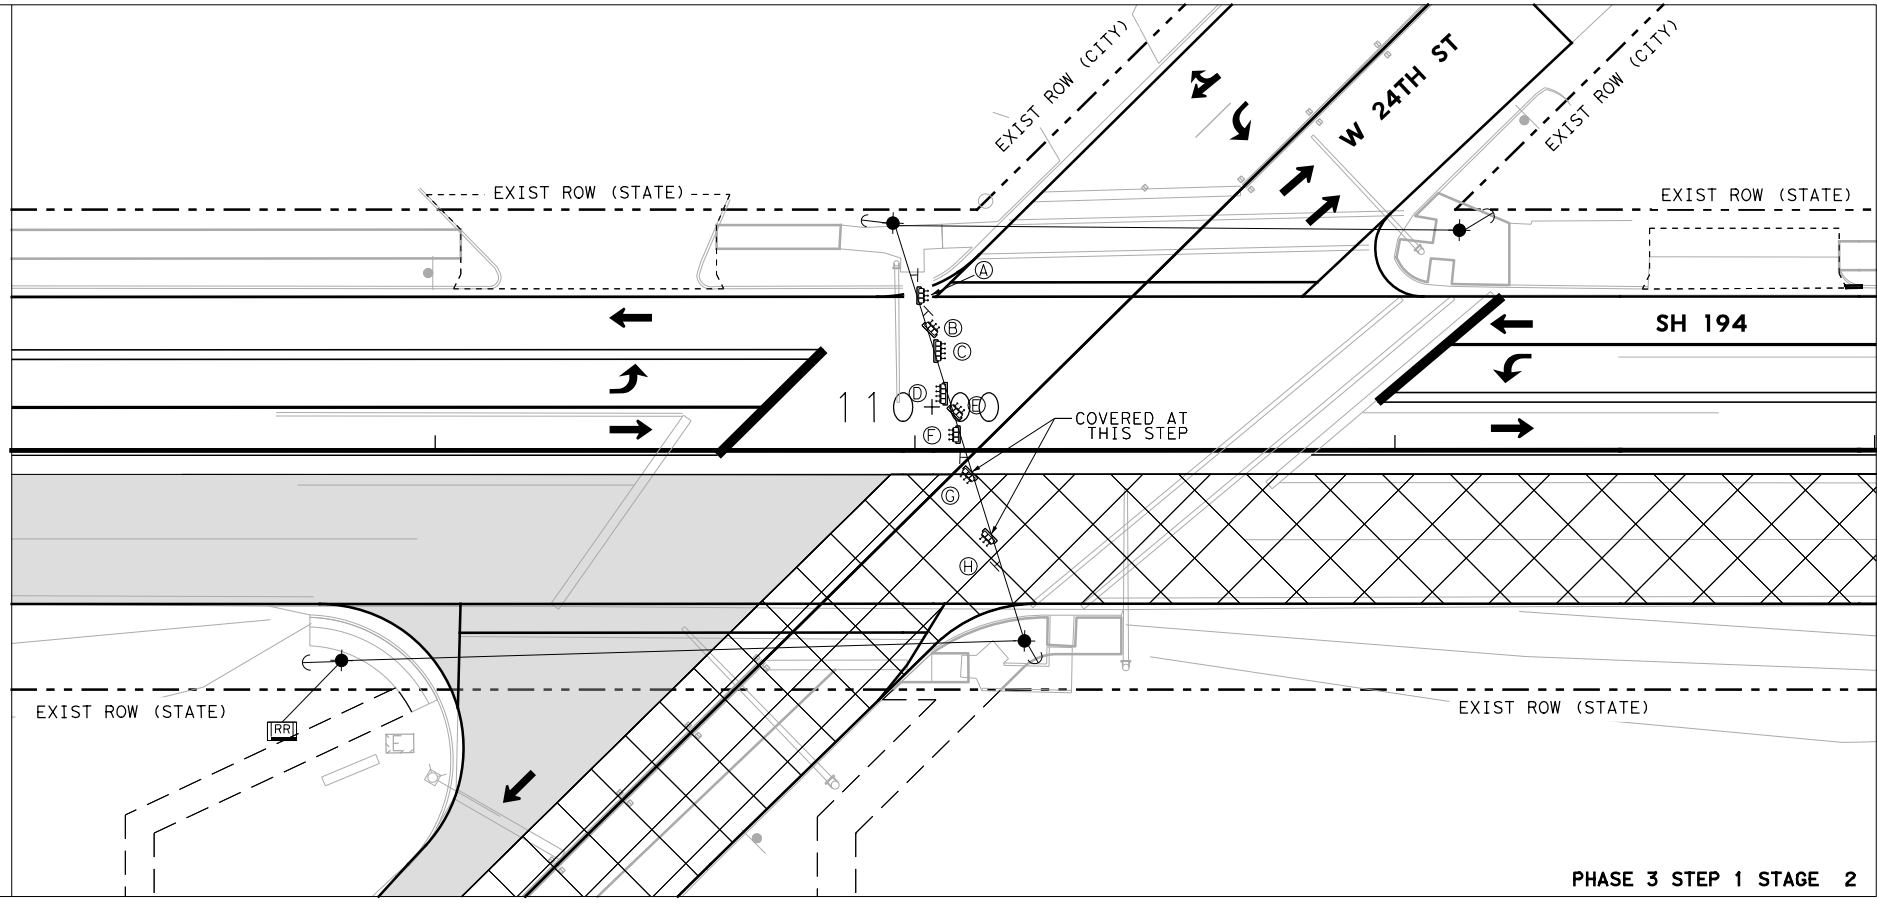 EXIST ROW (CITY)
W 24TH ST
EXIST ROW (CITY)
EXIST ROW (STATE)
EXIST ROW (STATE)
A
B
SH 194
C
D
E
110+00
COVERED AT
THIS STEP
F
G
H
EXIST ROW (STATE)
EXIST ROW (STATE)
RR
PHASE 3 STEP 1 STAGE 2